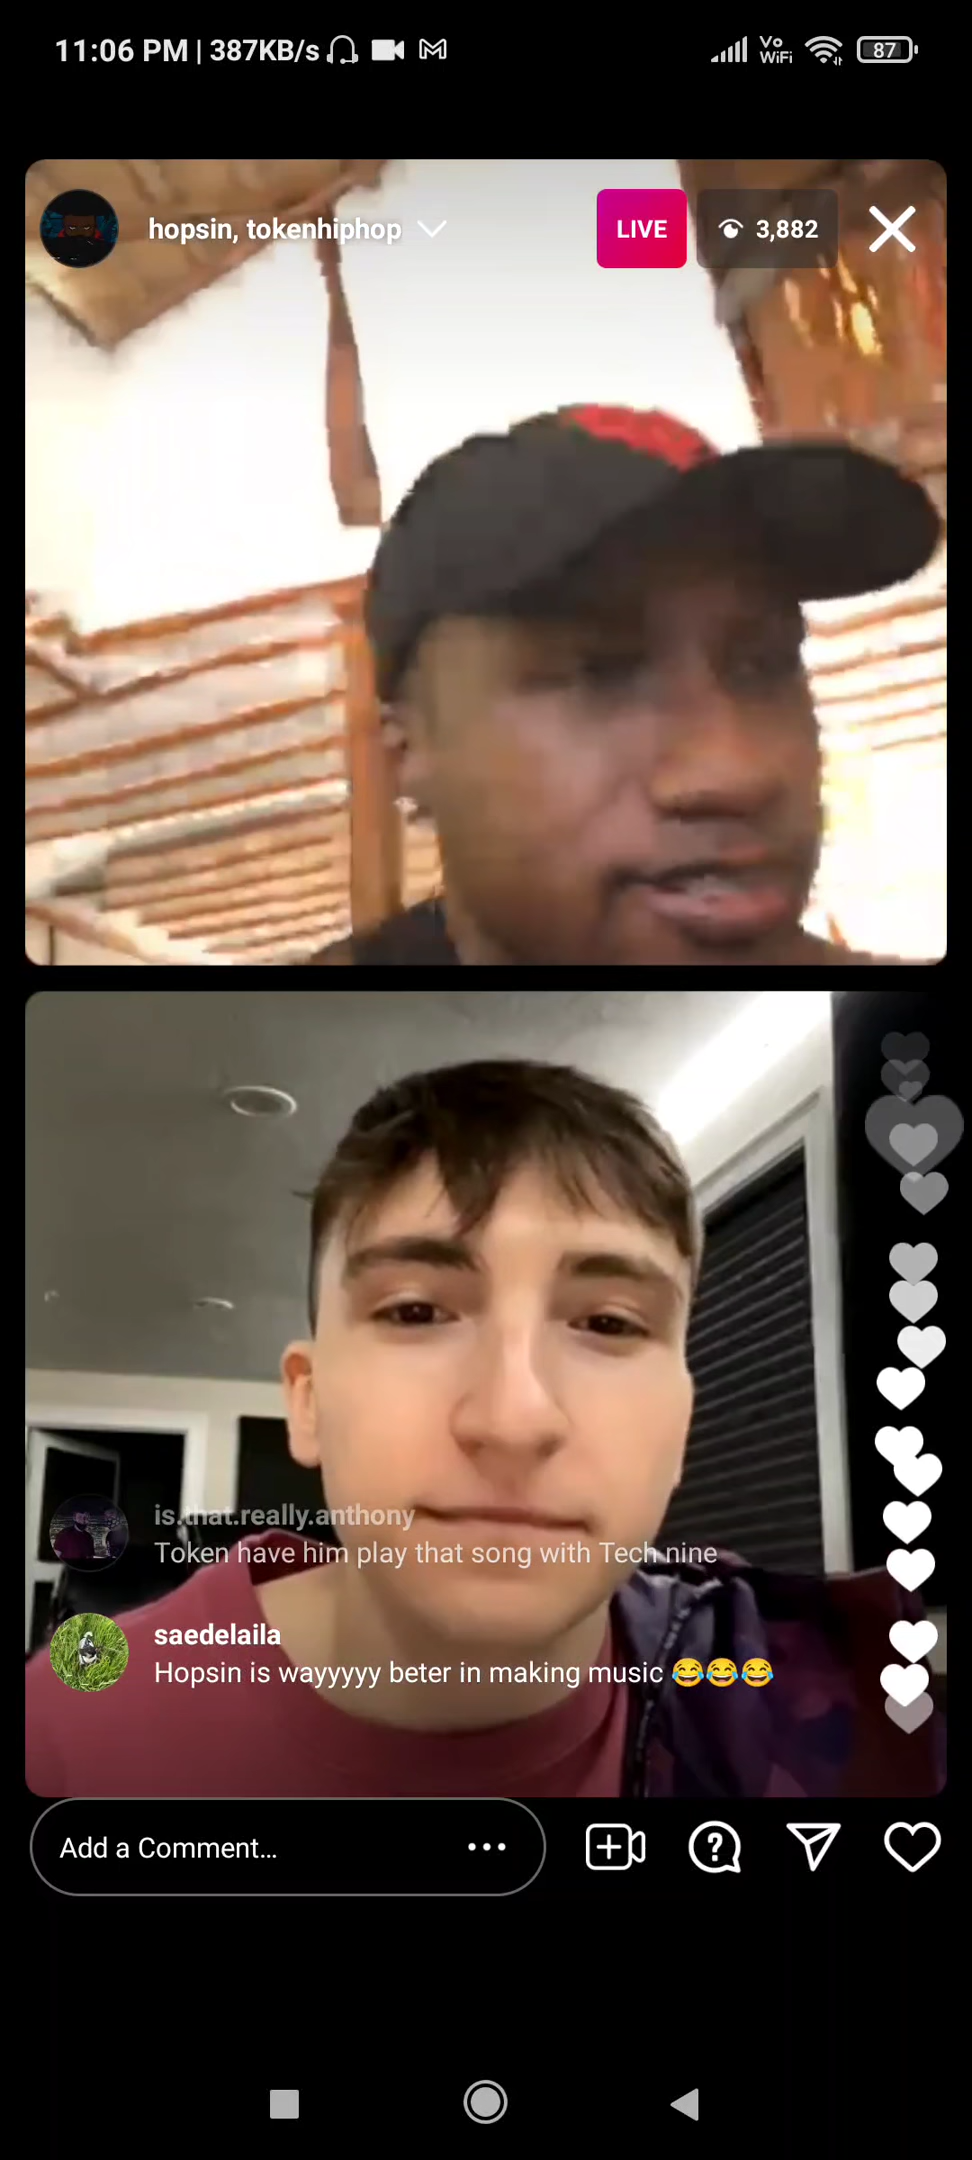 11:06 PM | 387KB/s Vo WiFi 87
hopsin, tokenhiphop LIVE 3,882
is.that.really.anthony
Token have him play that song with Tech nine
saedelaila
Hopsin is wayyyyy beter in making music 😂😂😂
Add a Comment...